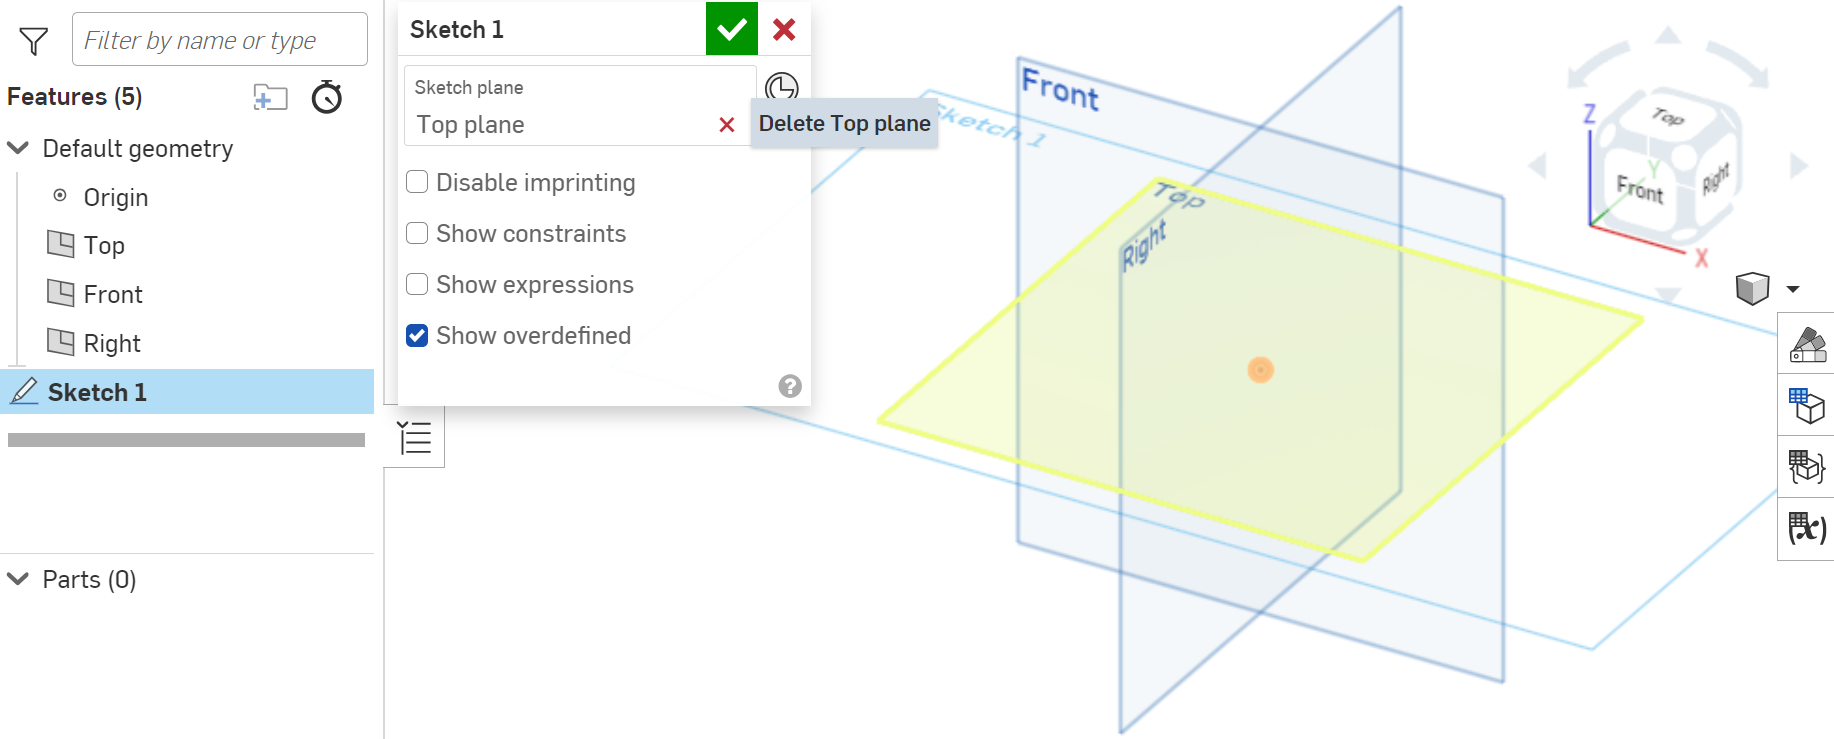 Filter by name or type
Features (5)
Default geometry
Origin
Top
Front
Right
Sketch 1
Parts (0)
Sketch 1
Sketch plane
Top plane
Delete Top plane
Disable imprinting
Show constraints
Show expressions
Show overdefined
?
Front
Sketch 1
Top
Right
Z
Top
Y
Front
Right
X
(x)